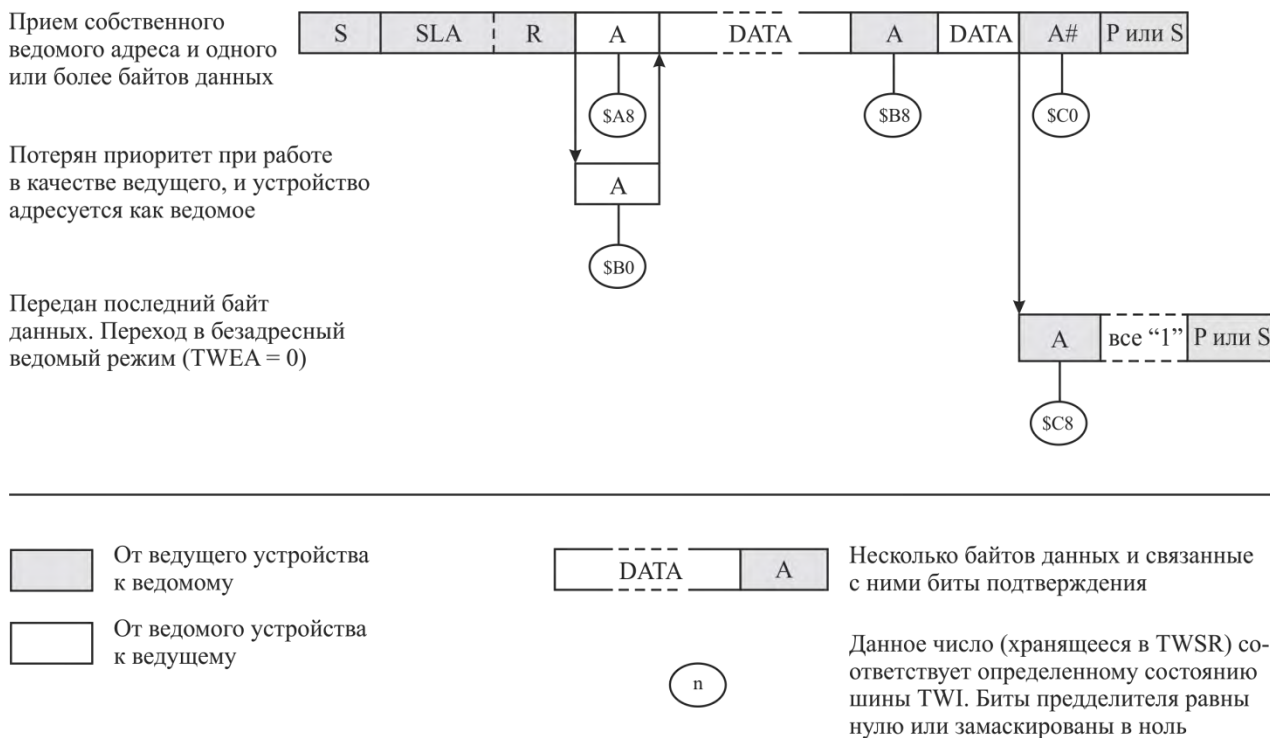 Прием собственного
ведомого адреса и одного
или более байтов данных
S SLA R A DATA A DATA A# P или S
$A8 $B8 $C0
Потерян приоритет при работе
в качестве ведущего, и устройство
адресуется как ведомое
A
$B0
Передан последний байт
данных. Переход в безадресный
ведомый режим (TWEA = 0)
A все “1” P или S
$C8
От ведущего устройства
к ведомому
От ведомого устройства
к ведущему
DATA A
Несколько байтов данных и связанные
с ними биты подтверждения
n
Данное число (хранящееся в TWSR) со-
ответствует определенному состоянию
шины TWI. Биты предделителя равны
нулю или замаскированы в ноль